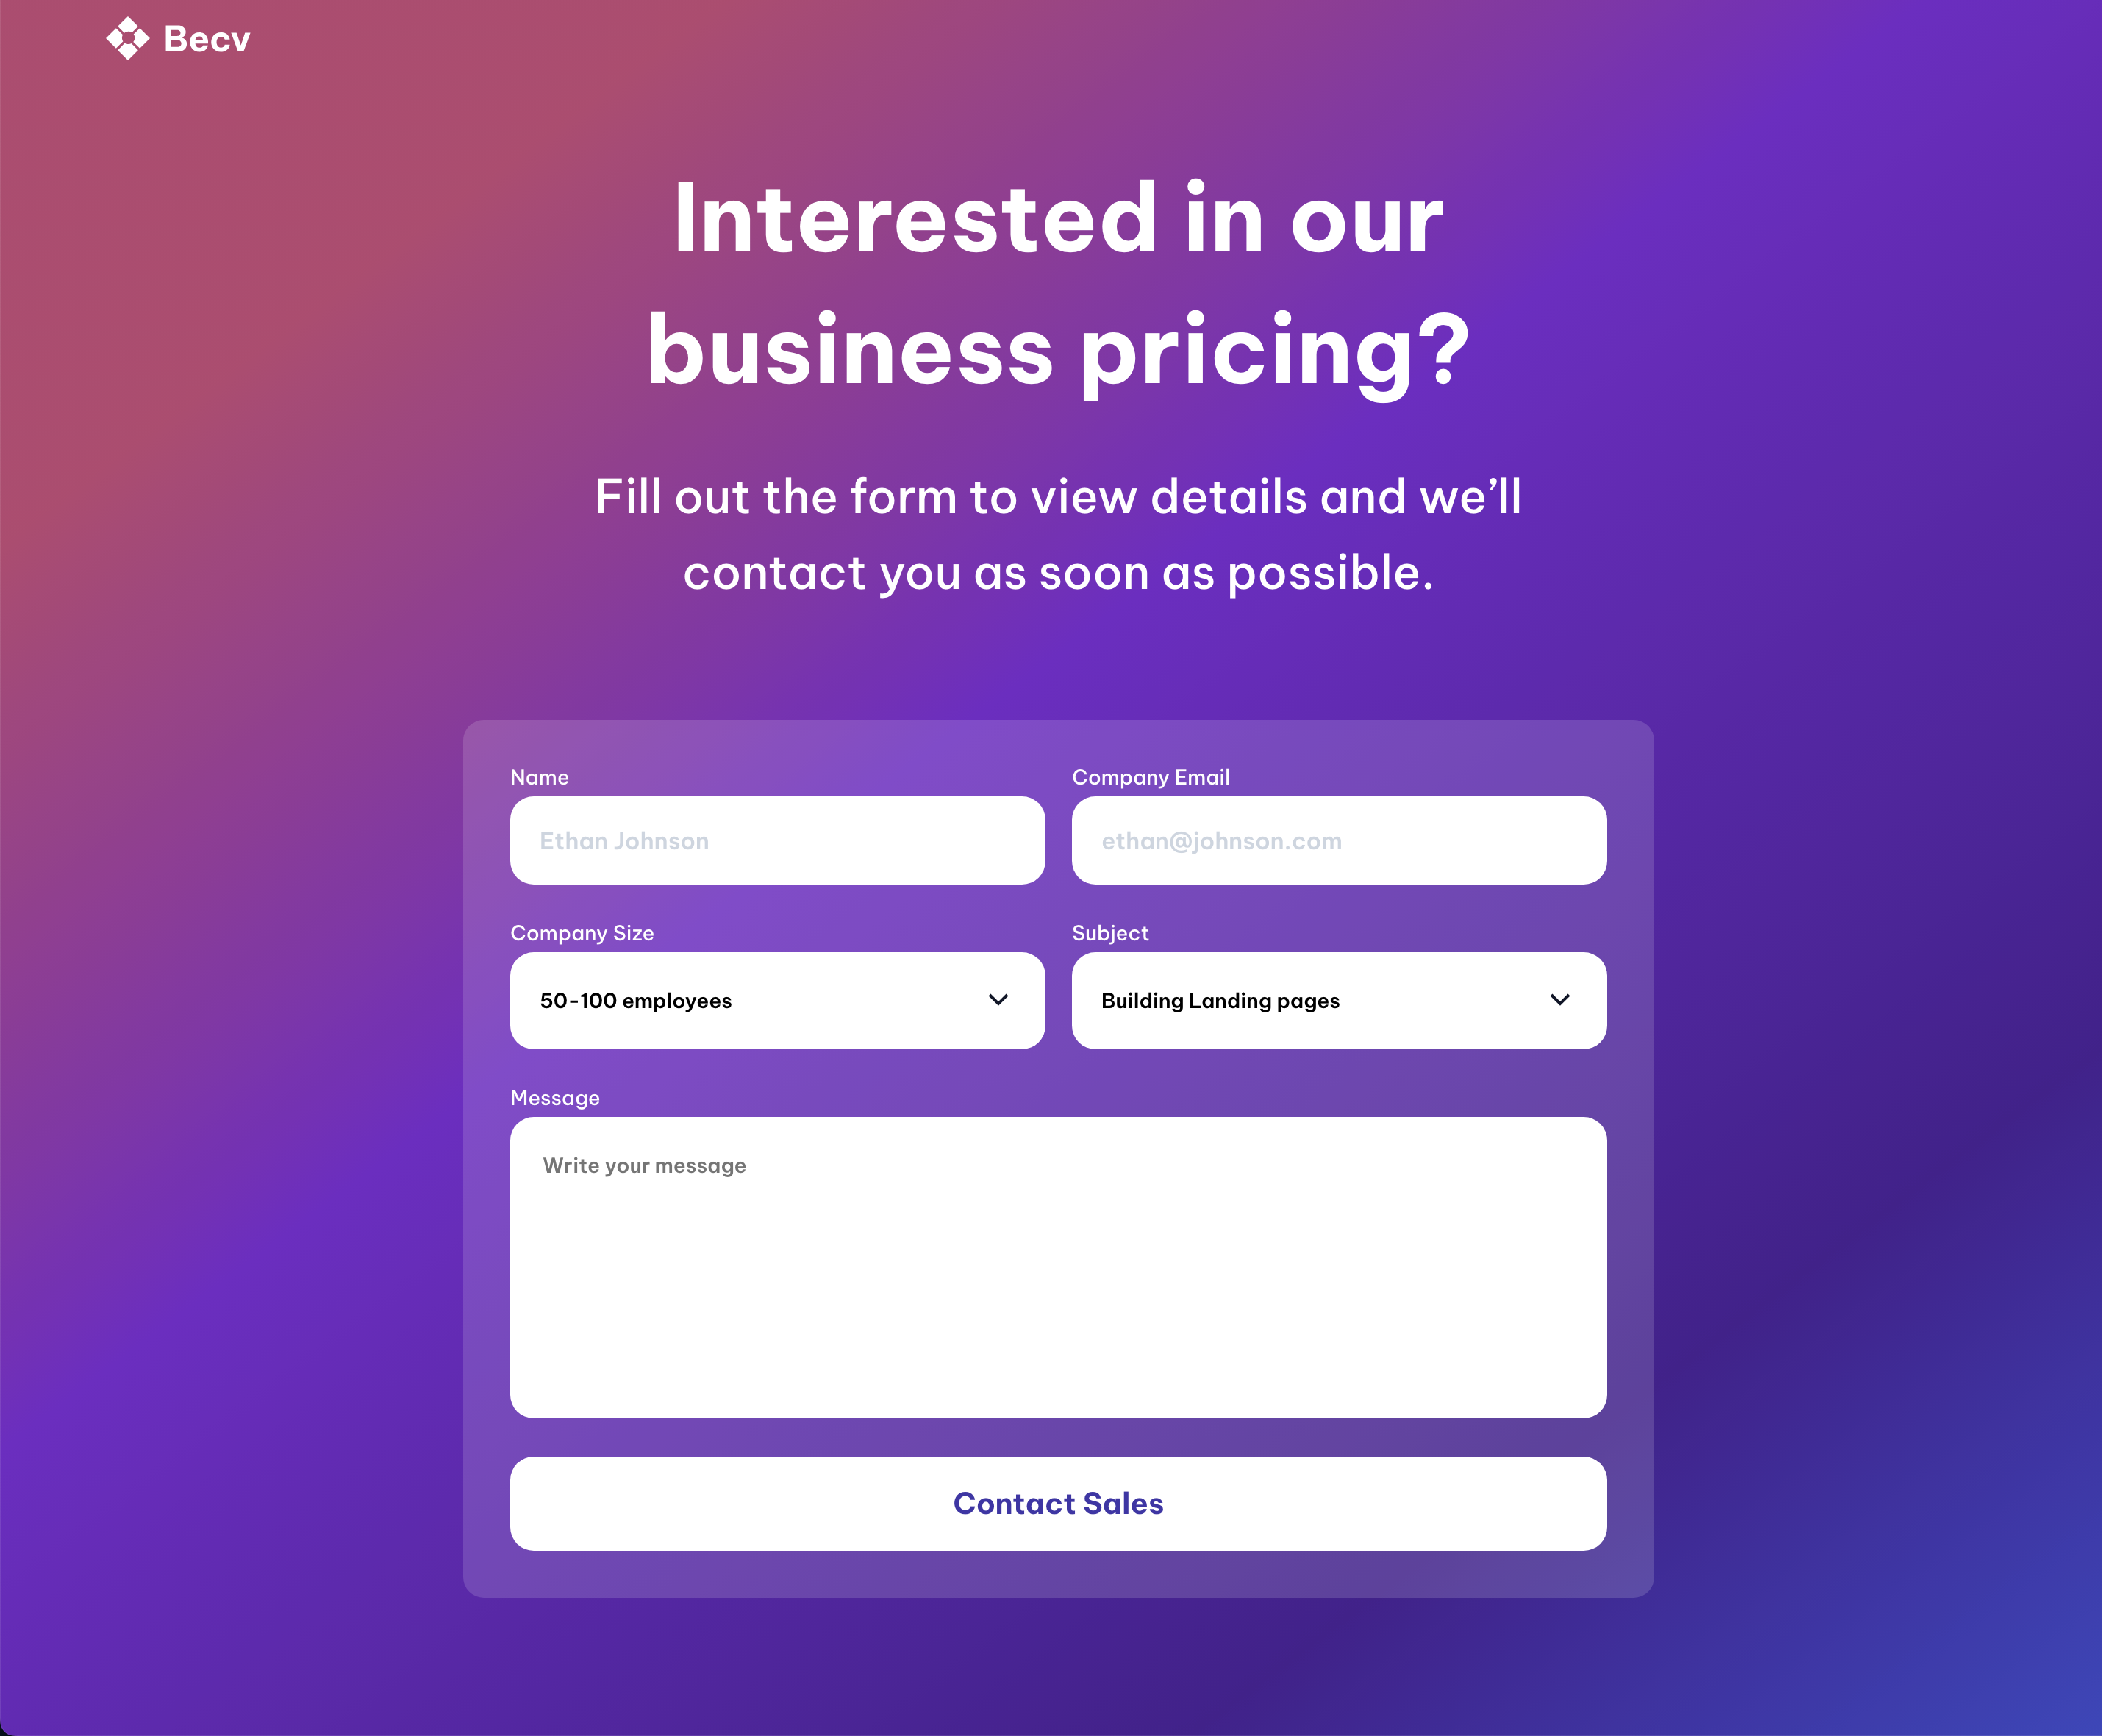 Becv
Interested in our
business pricing?
Fill out the form to view details and we’ll
contact you as soon as possible.
Name
Company Email
Ethan Johnson
ethan@johnson.com
Company Size
Subject
50-100 employees
Building Landing pages
Message
Write your message
Contact Sales